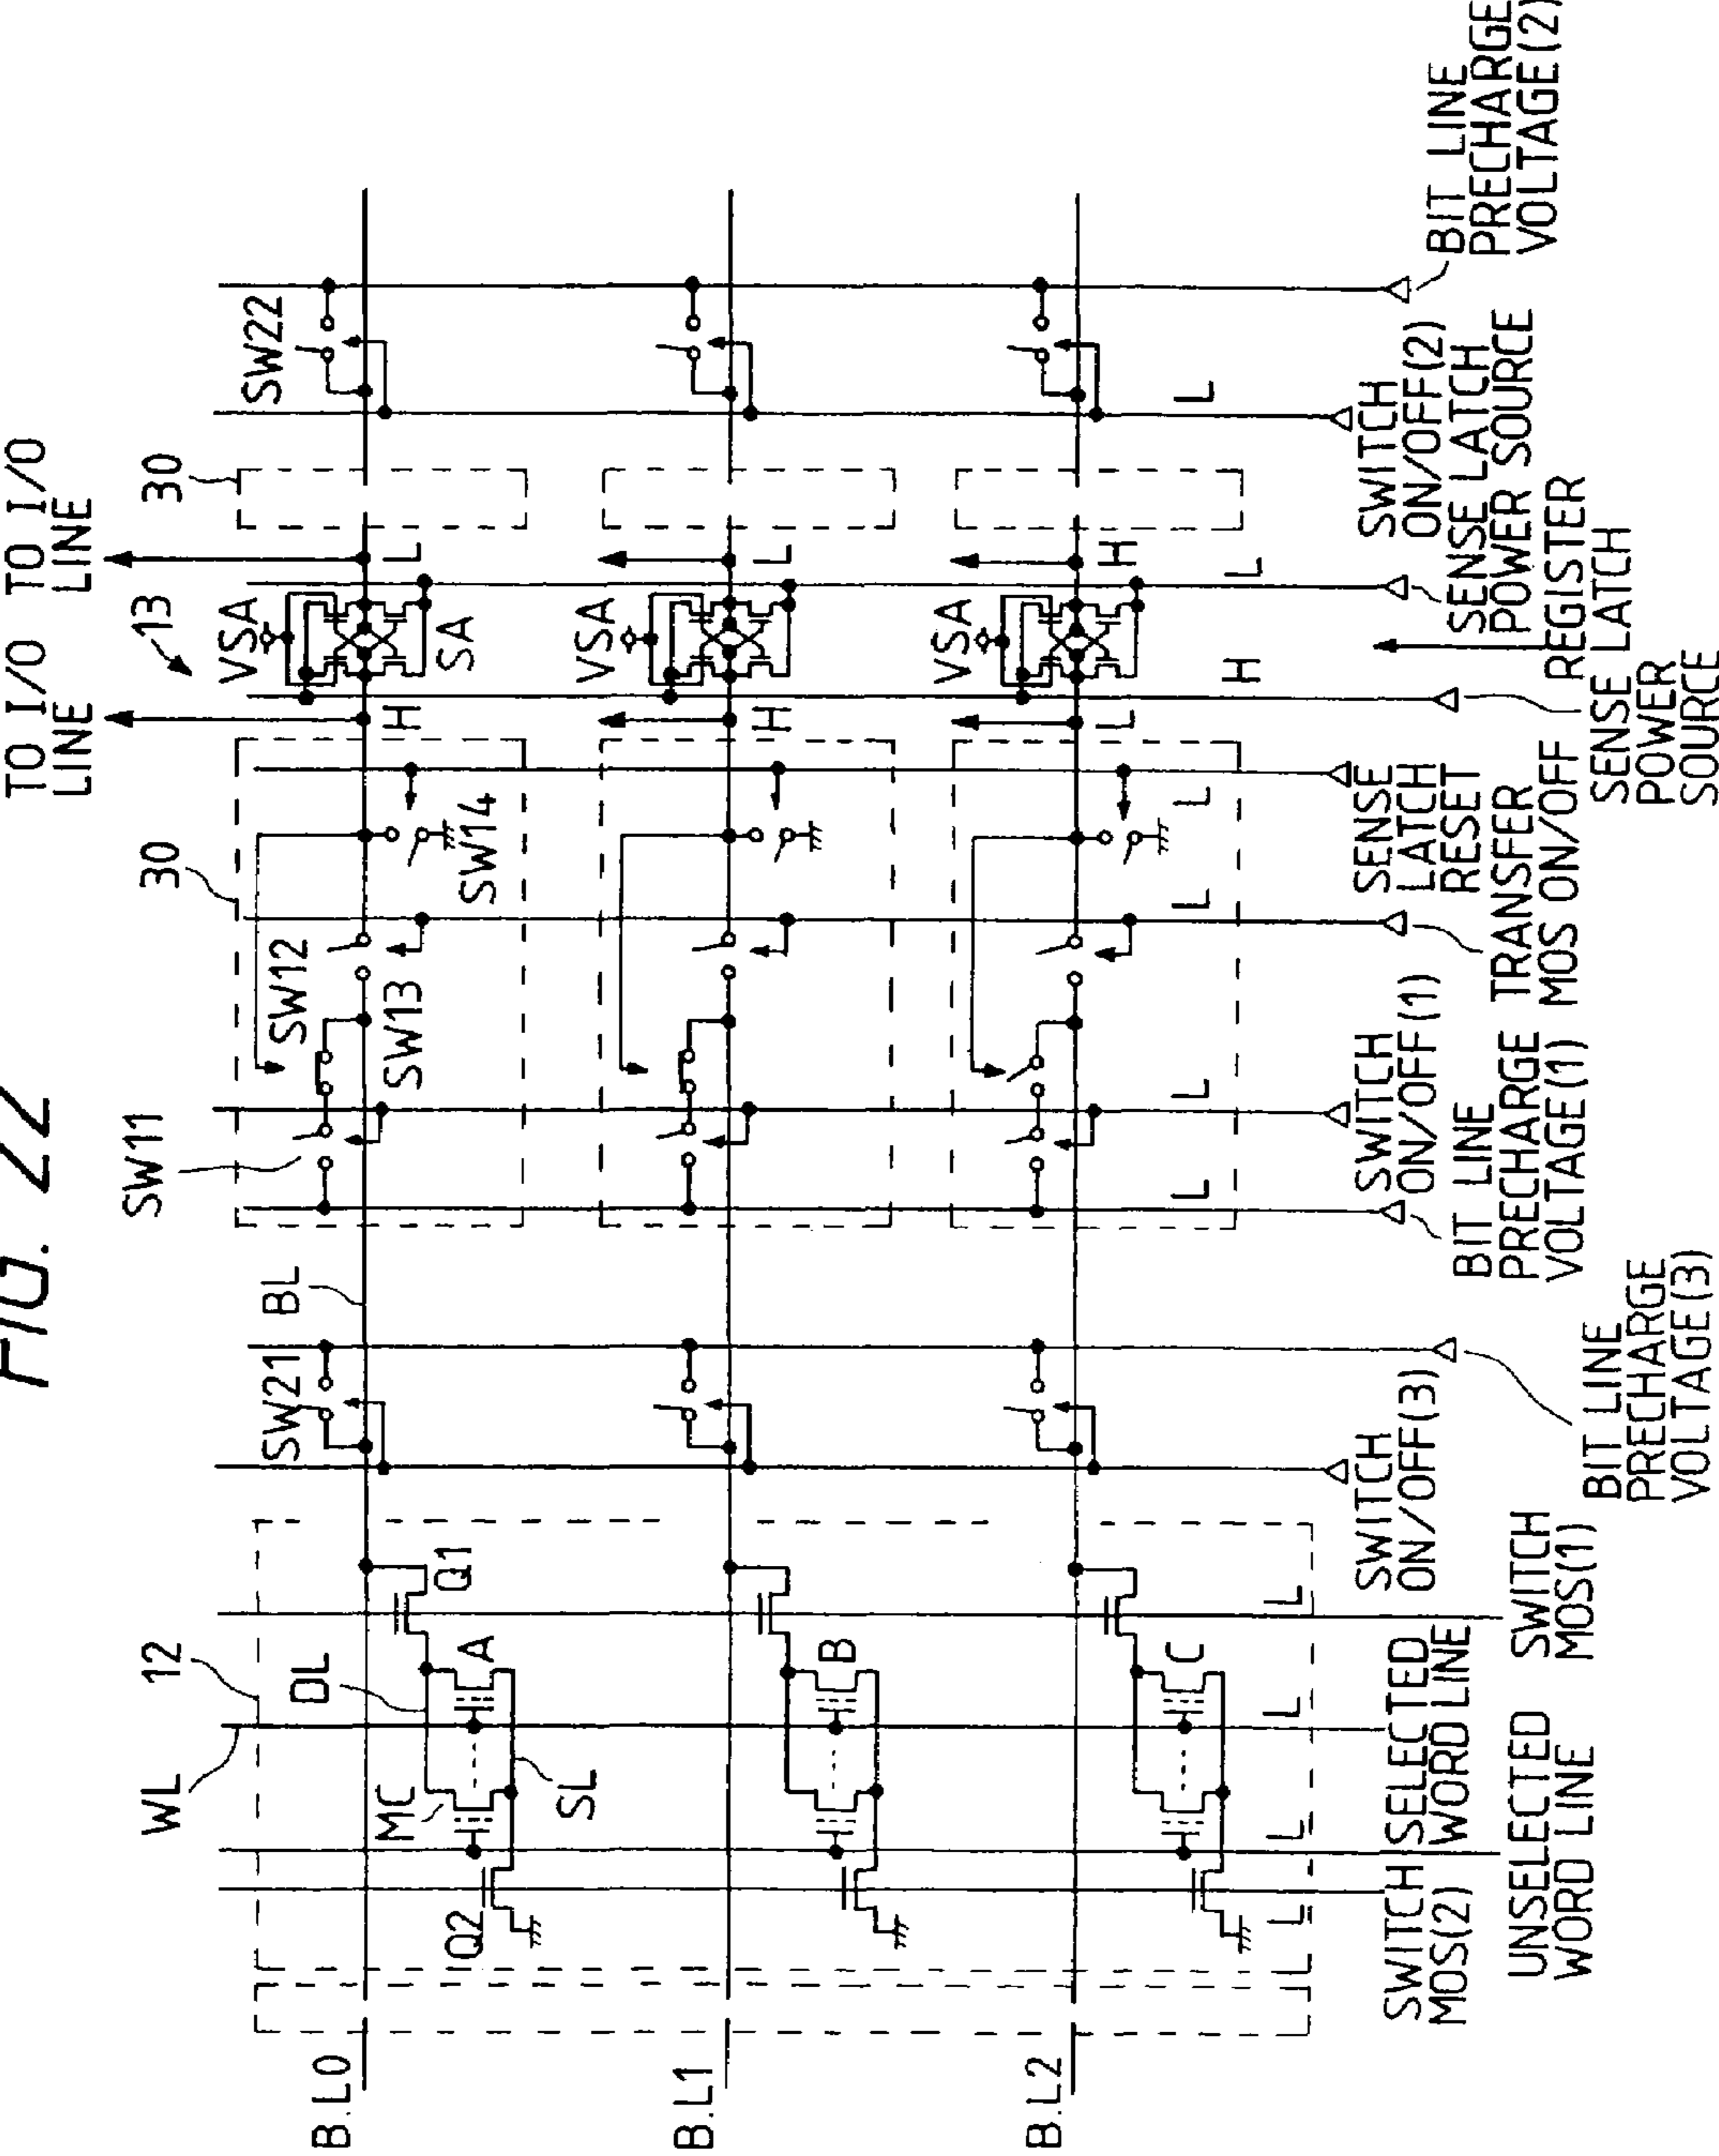 FIG. 22
TO I/O
LINE
TO I/O
LINE
13
30
30
SW11
SW12
SW13
SW14
VSA
SA
SW22
H
L
VSA
H
L
VSA
L
H
12
WL
DL
BL
SW21
Q1
A
MC
SL
Q2
B
C
B.L0
B.L1
B.L2
L
L
L
L
L
L
L
L
L
H
L
L
SWITCH
MOS(2)
UNSELECTED
WORD LINE
SELECTED
WORD LINE
SWITCH
MOS(1)
SWITCH
ON/OFF(3)
BIT LINE
PRECHARGE
VOLTAGE(3)
BIT LINE
PRECHARGE
VOLTAGE(1)
SWITCH
ON/OFF(1)
TRANSFER
MOS ON/OFF
SENSE
LATCH
RESET
SENSE
POWER
SOURCE
REGISTER
LATCH
SENSE LATCH
POWER SOURCE
SWITCH
ON/OFF(2)
BIT LINE
PRECHARGE
VOLTAGE(2)